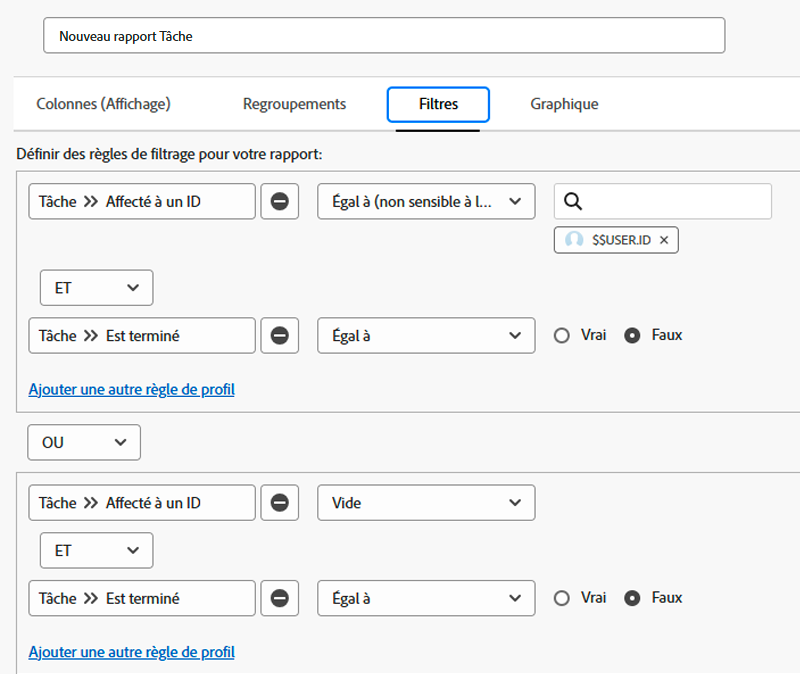 Nouveau rapport Tâche
Colonnes (Affichage) Regroupements Filtres Graphique
Définir des règles de filtrage pour votre rapport:
Tâche >> Affecté à un ID Égal à (non sensible à l...
$$USER.ID ×
ET
Tâche >> Est terminé Égal à Vrai Faux
Ajouter une autre règle de profil
OU
Tâche >> Affecté à un ID Vide
ET
Tâche >> Est terminé Égal à Vrai Faux
Ajouter une autre règle de profil